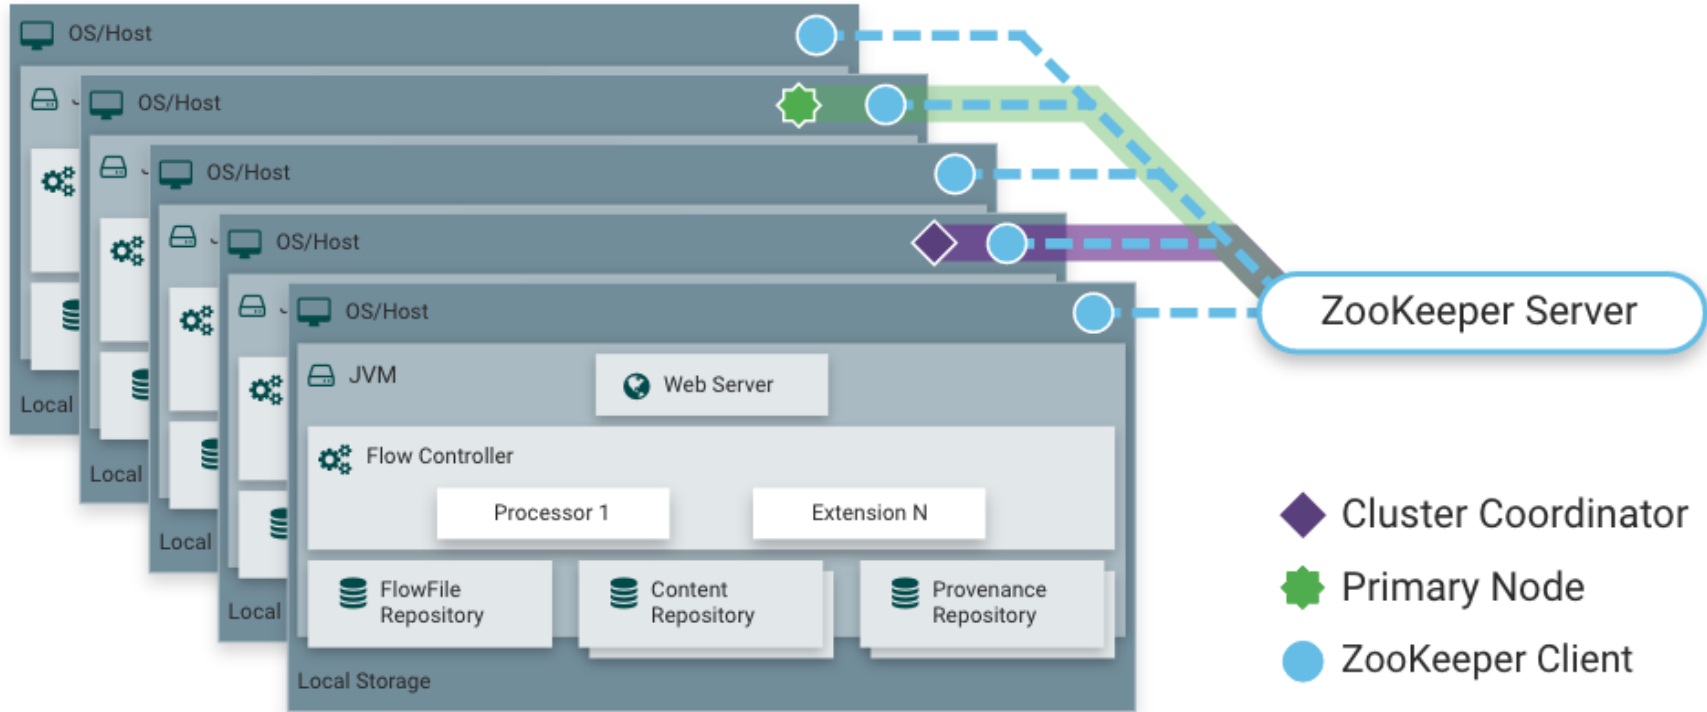 OS/Host
OS/Host
OS/Host
OS/Host
OS/Host
JVM
Web Server
Flow Controller
Processor 1
Extension N
FlowFile
Repository
Content
Repository
Provenance
Repository
Local
Local
Local
Local
Local Storage
ZooKeeper Server
Cluster Coordinator
Primary Node
ZooKeeper Client